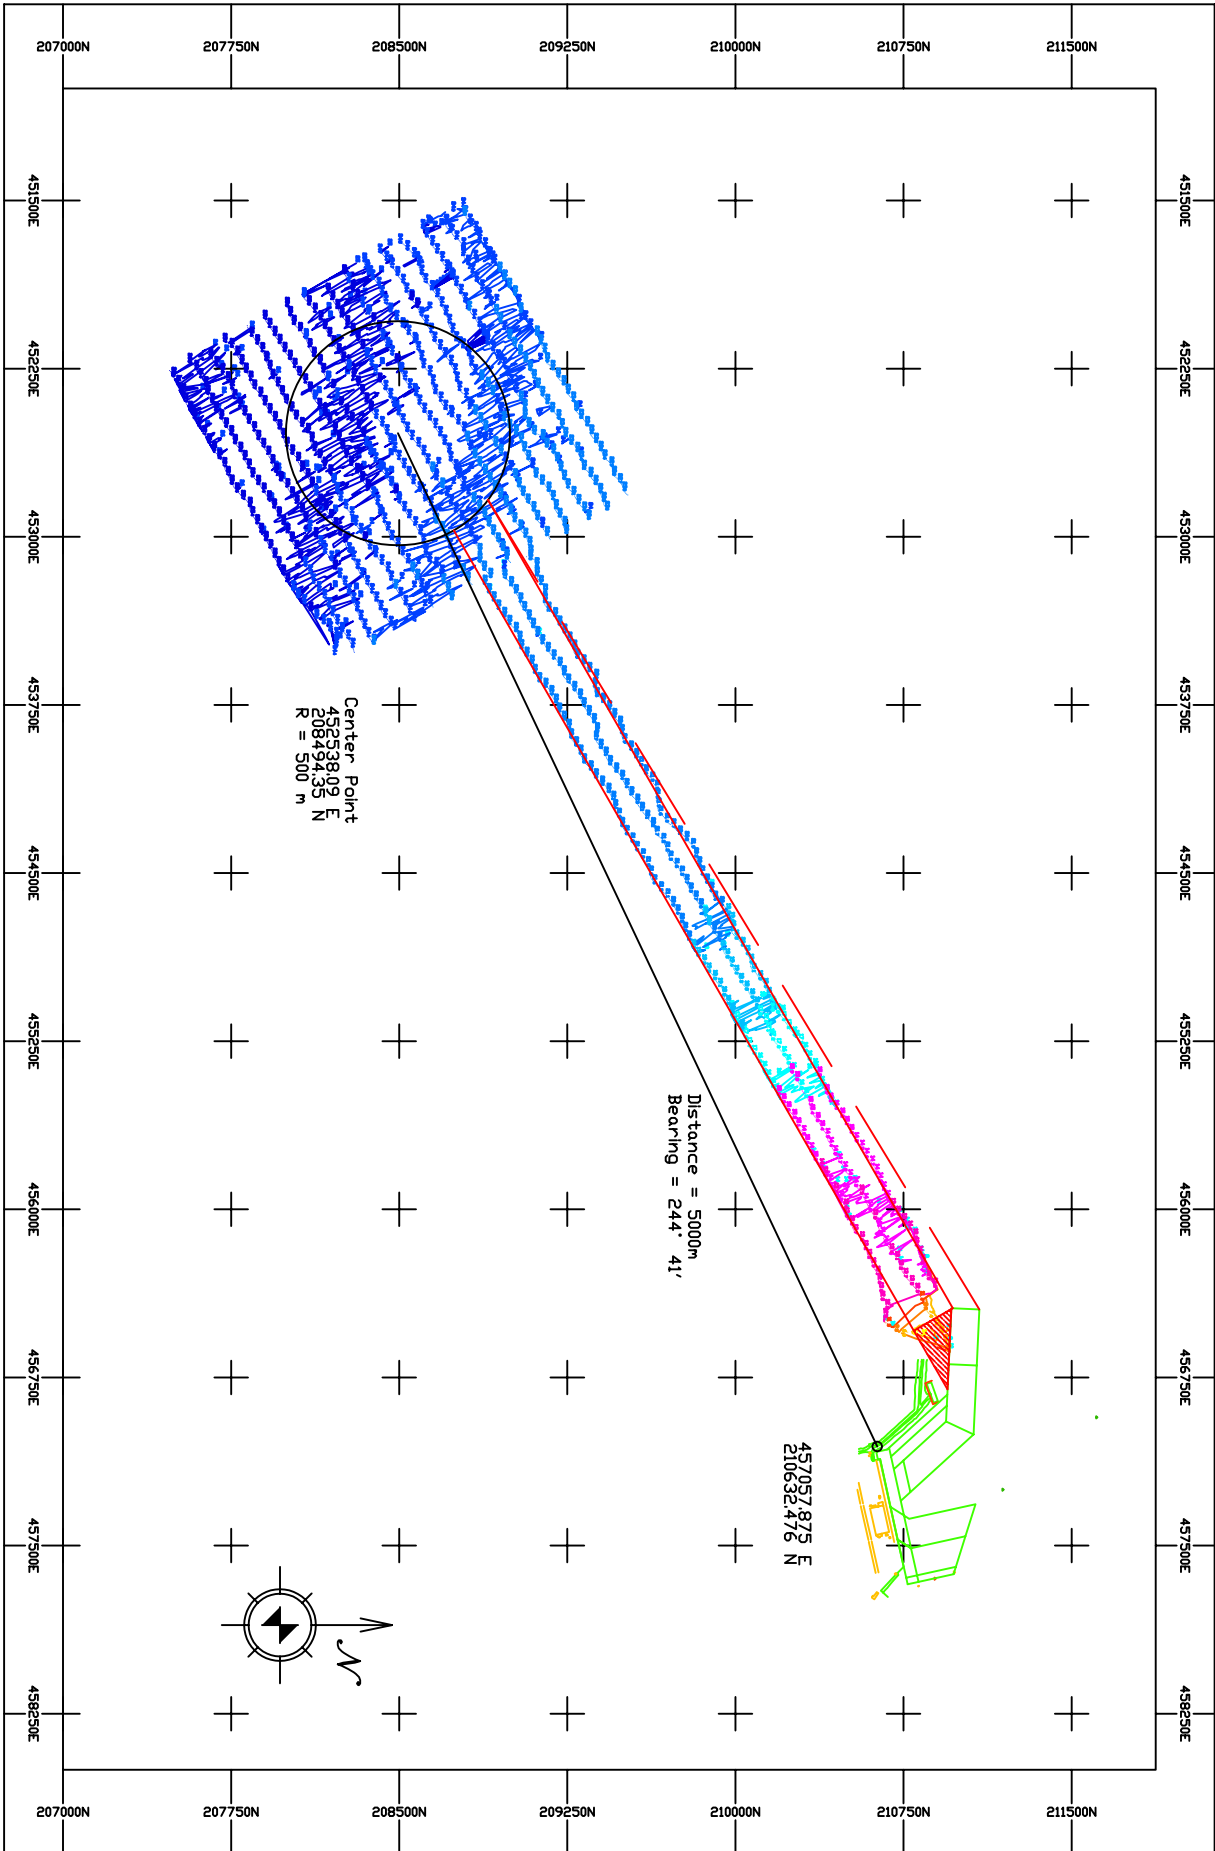 207000N
207750N
208500N
209250N
210000N
210750N
211500N
451500E
452250E
453000E
453750E
454500E
455250E
456000E
456750E
457500E
458250E
451500E
452250E
453000E
453750E
454500E
455250E
456000E
456750E
457500E
458250E
Center Point
452538.09 E
208494.35 N
R = 500 m
Distance = 5000m
Bearing = 244° 41'
457057.875 E
210632.476 N
N
207000N
207750N
208500N
209250N
210000N
210750N
211500N